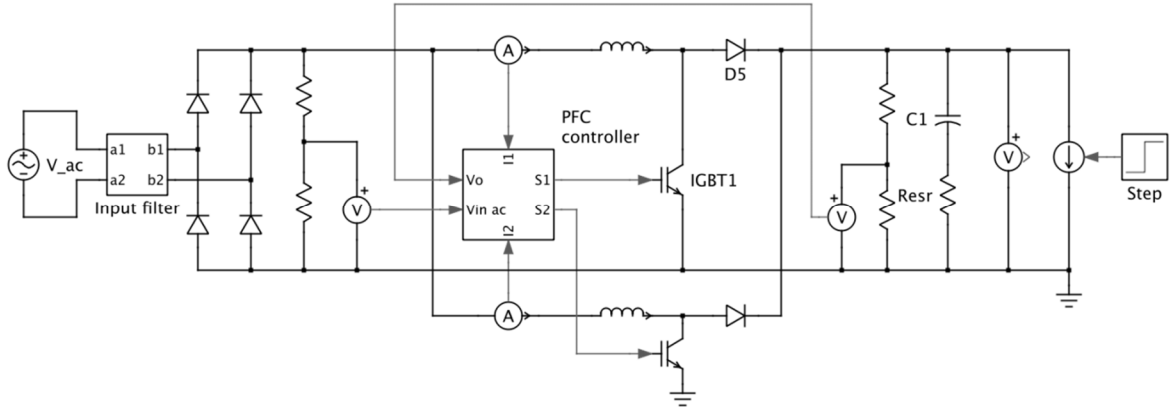 V_ac
a1 b1
a2 b2
Input filter
A
D5
PFC
controller
I1
Vo S1
Vin ac S2
I2
IGBT1
V
+
A
C1
Resr
V
+
V
+
Step